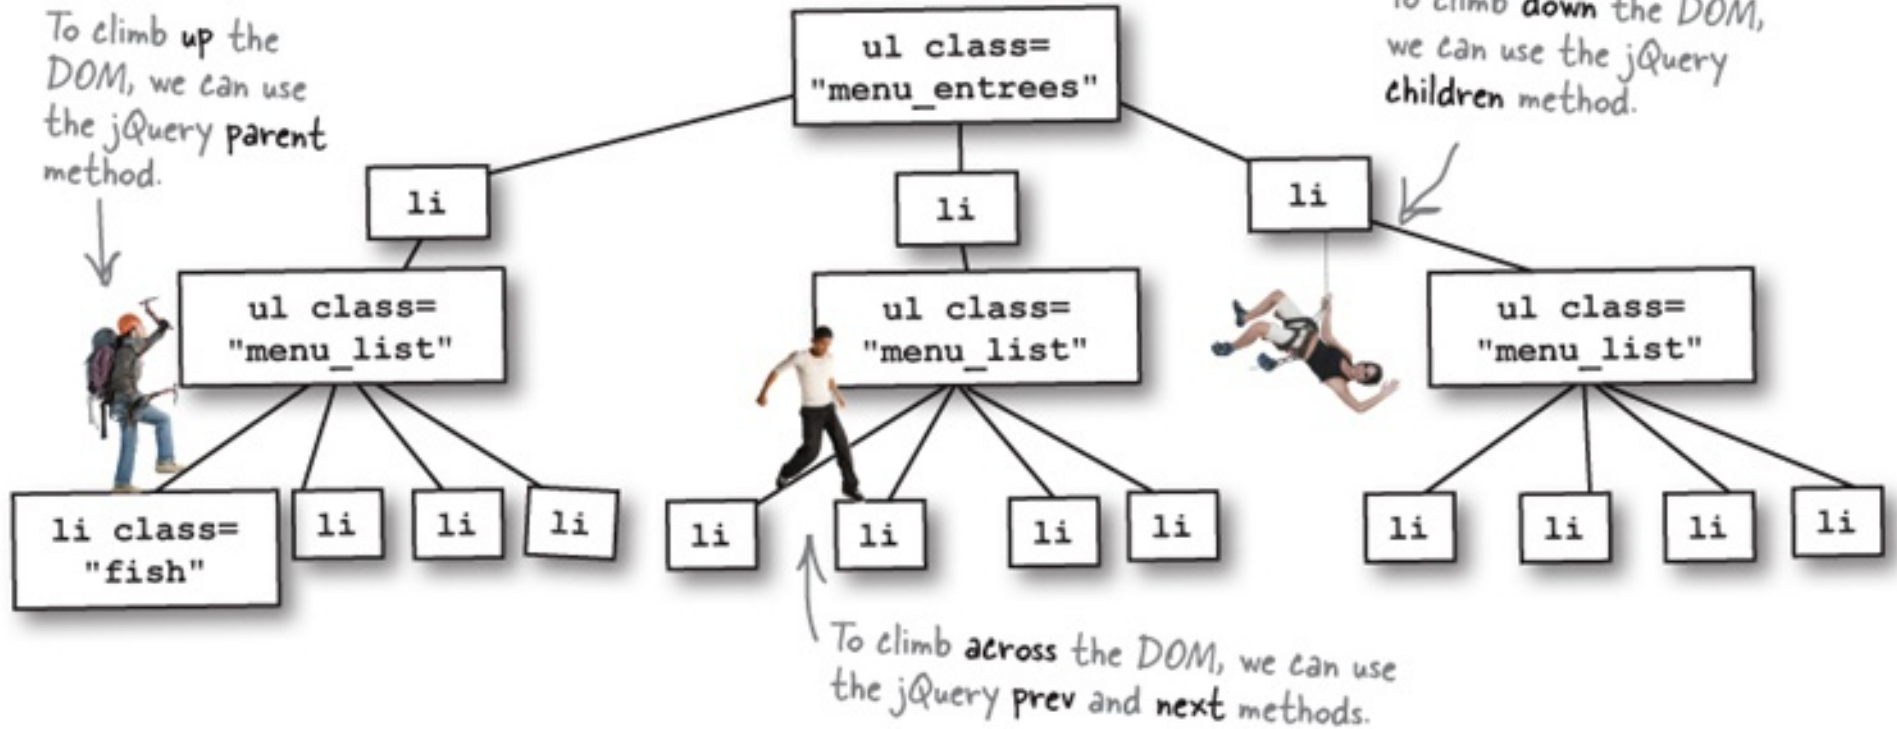 To climb up the
DOM, we can use
the jQuery parent
method.
To climb down the DOM,
we can use the jQuery
children method.
ul class=
"menu_entrees"
li
li
li
ul class=
"menu_list"
ul class=
"menu_list"
ul class=
"menu_list"
li class=
"fish"
li
li
li
li
li
li
li
li
li
li
li
To climb across the DOM, we can use
the jQuery prev and next methods.